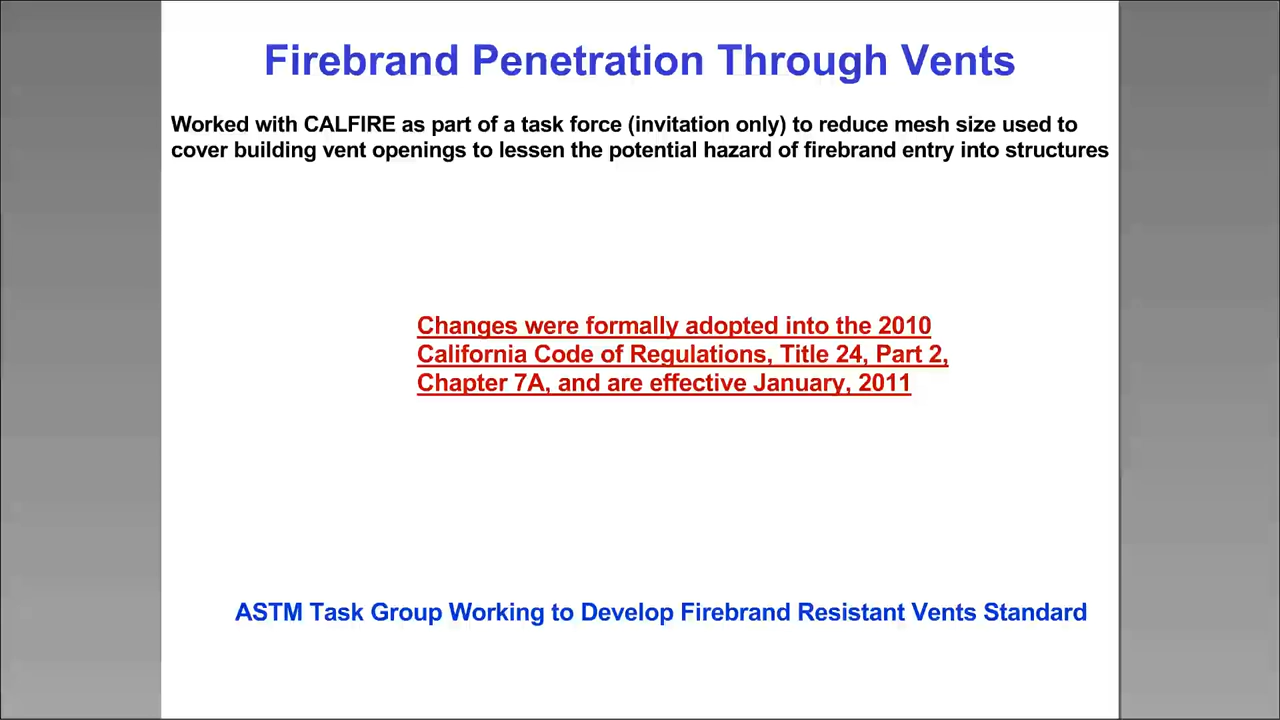 Firebrand Penetration Through Vents
Worked with CALFIRE as part of a task force (invitation only) to reduce mesh size used to
cover building vent openings to lessen the potential hazard of firebrand entry into structures
Changes were formally adopted into the 2010
California Code of Regulations, Title 24, Part 2,
Chapter 7A, and are effective January, 2011
ASTM Task Group Working to Develop Firebrand Resistant Vents Standard